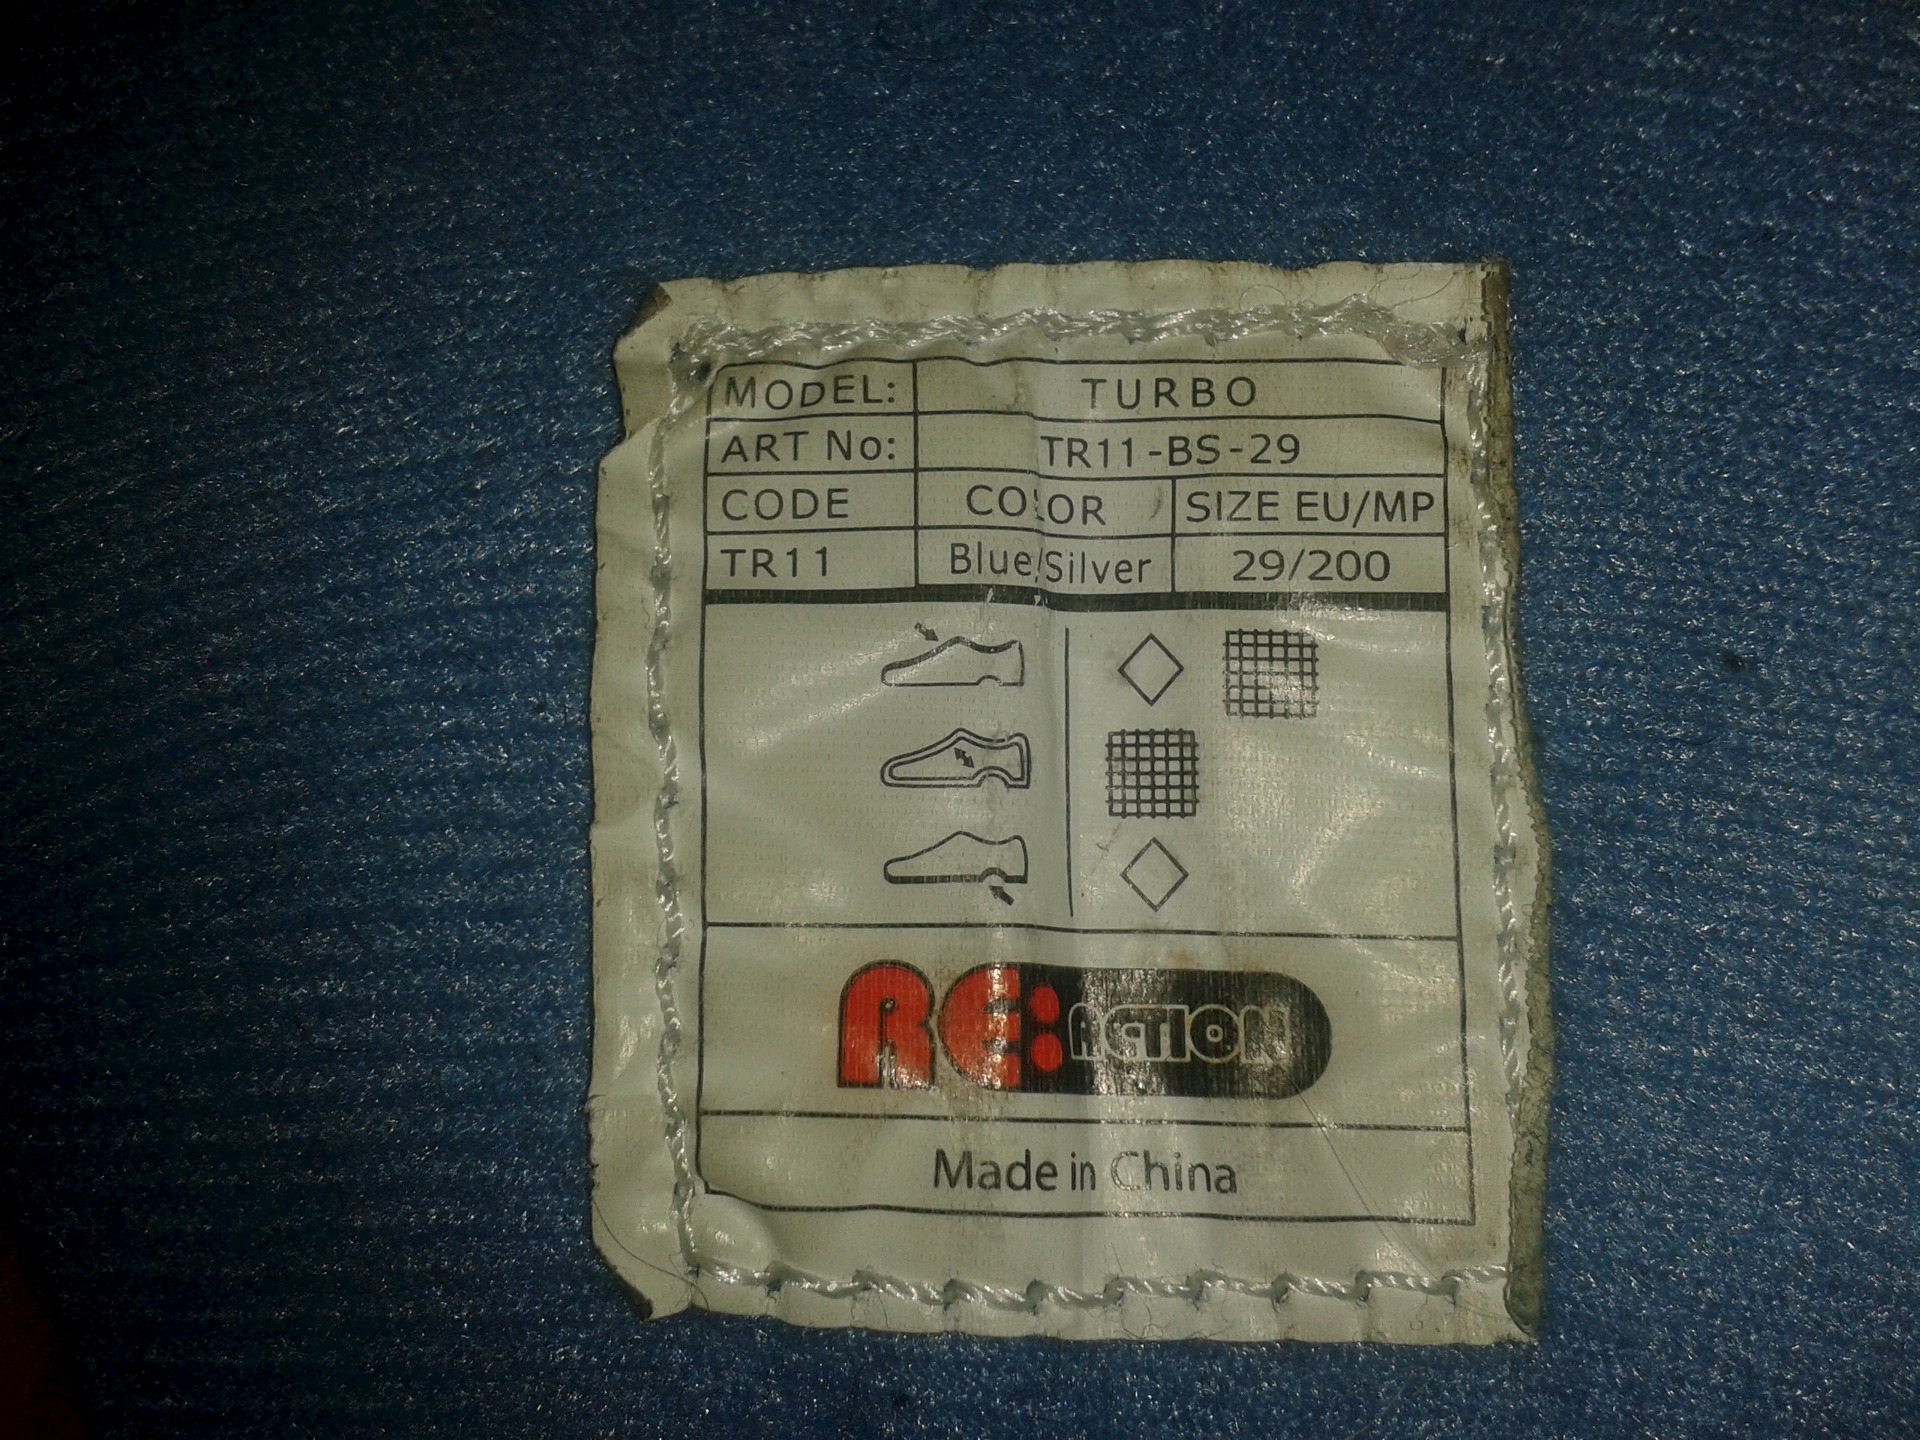 MODEL: TURBO
ART No: TR11-BS-29
CODE COLOR SIZE EU/MP
TR11 Blue/Silver 29/200
RE:ACTION
Made in China